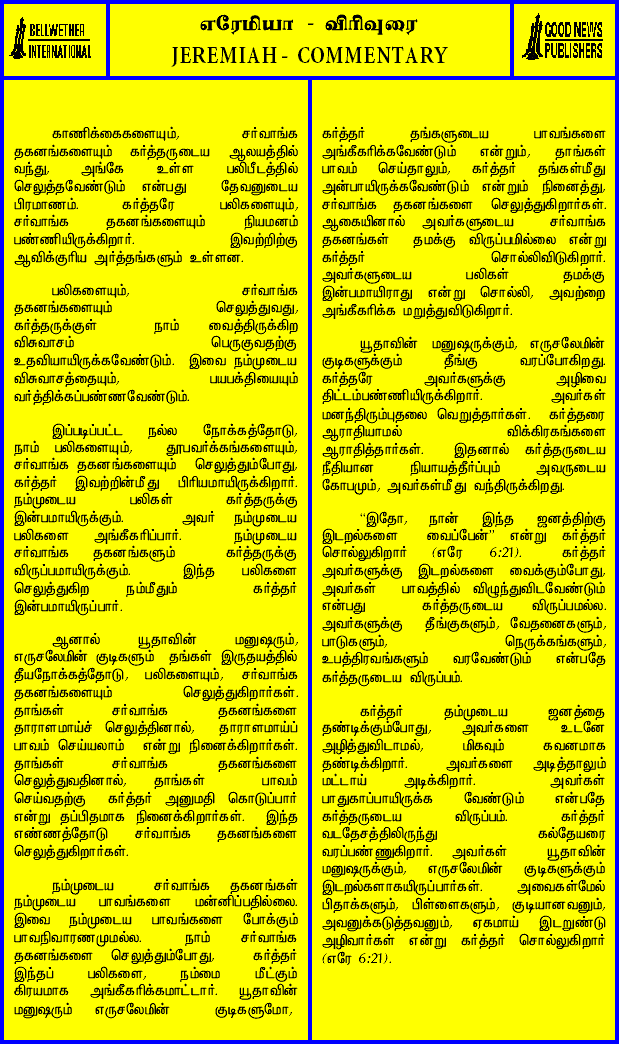 BELLWETHER
INTERNATIONAL
எரேமியா - விரிவுரை
JEREMIAH - COMMENTARY
GOOD NEWS
PUBLISHERS
காணிக்கைகளையும், சர்வாங்க
தகனங்களையும் கர்த்தருடைய ஆலயத்தில்
வந்து, அங்கே உள்ள பலிபீடத்தில்
செலுத்தவேண்டும் என்பது தேவனுடைய
பிரமாணம். கர்த்தரே பலிகளையும்,
சர்வாங்க தகனங்களையும் நியமனம்
பண்ணியிருக்கிறார். இவற்றிற்கு
ஆவிக்குரிய அர்த்தங்களும் உள்ளன.
பலிகளையும், சர்வாங்க
தகனங்களையும் செலுத்துவது,
கர்த்தருக்குள் நாம் வைத்திருக்கிற
விசுவாசம் பெருகுவதற்கு
உதவியாயிருக்கவேண்டும். இவை நம்முடைய
விசுவாசத்தையும், பயபக்தியையும்
வர்த்திக்கப்பண்ணவேண்டும்.
இப்படிப்பட்ட நல்ல நோக்கத்தோடு,
நாம் பலிகளையும், தூபவர்க்கங்களையும்,
சர்வாங்க தகனங்களையும் செலுத்தும்போது,
கர்த்தர் இவற்றின்மீது பிரியமாயிருக்கிறார்.
நம்முடைய பலிகள் கர்த்தருக்கு
இன்பமாயிருக்கும். அவர் நம்முடைய
பலிகளை அங்கீகரிப்பார். நம்முடைய
சர்வாங்க தகனங்களும் கர்த்தருக்கு
விருப்பமாயிருக்கும். இந்த பலிகளை
செலுத்துகிற நம்மீதும் கர்த்தர்
இன்பமாயிருப்பார்.
ஆனால் யூதாவின் மனுஷரும்,
எருசலேமின் குடிகளும் தங்கள் இருதயத்தில்
தீயநோக்கத்தோடு, பலிகளையும், சர்வாங்க
தகனங்களையும் செலுத்துகிறார்கள்.
தாங்கள் சர்வாங்க தகனங்களை
தாராளமாய்ச் செலுத்தினால், தாராளமாய்ப்
பாவம் செய்யலாம் என்று நினைக்கிறார்கள்.
தாங்கள் சர்வாங்க தகனங்களை
செலுத்துவதினால், தாங்கள் பாவம்
செய்வதற்கு கர்த்தர் அனுமதி கொடுப்பார்
என்று தப்பிதமாக நினைக்கிறார்கள். இந்த
எண்ணத்தோடு சர்வாங்க தகனங்களை
செலுத்துகிறார்கள்.
நம்முடைய சர்வாங்க தகனங்கள்
நம்முடைய பாவங்களை மன்னிப்பதில்லை.
இவை நம்முடைய பாவங்களை போக்கும்
பாவநிவாரணமுமல்ல. நாம் சர்வாங்க
தகனங்களை செலுத்தும்போது, கர்த்தர்
இந்தப் பலிகளை, நம்மை மீட்கும்
கிரயமாக அங்கீகரிக்கமாட்டார். யூதாவின்
மனுஷரும் எருசலேமின் குடிகளுமோ,
கர்த்தர் தங்களுடைய பாவங்களை
அங்கீகரிக்கவேண்டும் என்றும், தாங்கள்
பாவம் செய்தாலும், கர்த்தர் தங்கள்மீது
அன்பாயிருக்கவேண்டும் என்றும் நினைத்து,
சர்வாங்க தகனங்களை செலுத்துகிறார்கள்.
ஆகையினால் அவர்களுடைய சர்வாங்க
தகனங்கள் தமக்கு விருப்பமில்லை என்று
கர்த்தர் சொல்லிவிடுகிறார்.
அவர்களுடைய பலிகள் தமக்கு
இன்பமாயிராது என்று சொல்லி, அவற்றை
அங்கீகரிக்க மறுத்துவிடுகிறார்.
யூதாவின் மனுஷருக்கும், எருசலேமின்
குடிகளுக்கும் தீங்கு வரப்போகிறது.
கர்த்தரே அவர்களுக்கு அழிவை
திட்டம்பண்ணியிருக்கிறார். அவர்கள்
மனந்திரும்புதலை வெறுத்தார்கள். கர்த்தரை
ஆராதியாமல் விக்கிரகங்களை
ஆராதித்தார்கள். இதனால் கர்த்தருடைய
நீதியான நியாயத்தீர்ப்பும் அவருடைய
கோபமும், அவர்கள்மீது வந்திருக்கிறது.
“இதோ, நான் இந்த ஜனத்திற்கு
இடறல்களை வைப்பேன்” என்று கர்த்தர்
சொல்லுகிறார் (எரே 6:21). கர்த்தர்
அவர்களுக்கு இடறல்களை வைக்கும்போது,
அவர்கள் பாவத்தில் விழுந்துவிடவேண்டும்
என்பது கர்த்தருடைய விருப்பமல்ல.
அவர்களுக்கு தீங்குகளும், வேதனைகளும்,
பாடுகளும், நெருக்கங்களும்,
உபத்திரவங்களும் வரவேண்டும் என்பதே
கர்த்தருடைய விருப்பம்.
கர்த்தர் தம்முடைய ஜனத்தை
தண்டிக்கும்போது, அவர்களை உடனே
அழித்துவிடாமல், மிகவும் கவனமாக
தண்டிக்கிறார். அவர்களை அடித்தாலும்
மட்டாய் அடிக்கிறார். அவர்கள்
பாதுகாப்பாயிருக்க வேண்டும் என்பதே
கர்த்தருடைய விருப்பம். கர்த்தர்
வடதேசத்திலிருந்து கல்தேயரை
வரப்பண்ணுகிறார். அவர்கள் யூதாவின்
மனுஷருக்கும், எருசலேமின் குடிகளுக்கும்
இடறல்களாகயிருப்பார்கள். அவைகள்மேல்
பிதாக்களும், பிள்ளைகளும், குடியானவனும்,
அவனுக்கடுத்தவனும், ஏகமாய் இடறுண்டு
அழிவார்கள் என்று கர்த்தர் சொல்லுகிறார்
(எரே 6:21).